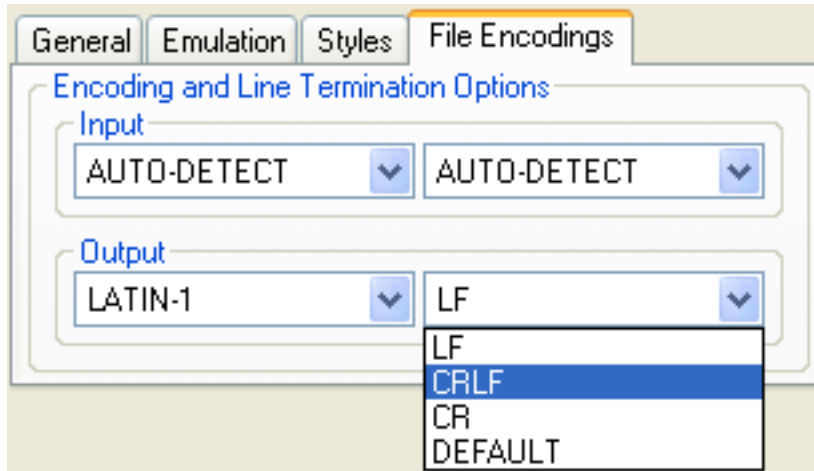 General Emulation Styles File Encodings
Encoding and Line Termination Options
Input
AUTO-DETECT AUTO-DETECT
Output
LATIN-1 LF
LF
CRLF
CR
DEFAULT